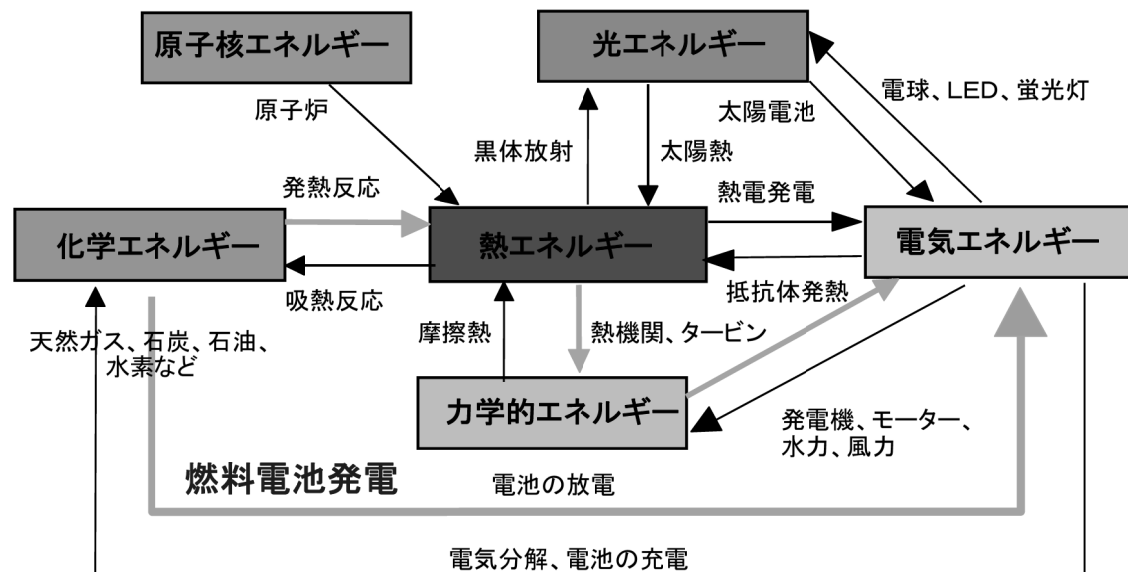 原子核エネルギー
光エネルギー
電球、LED、蛍光灯
原子炉
太陽電池
黒体放射
太陽熱
発熱反応
熱電発電
化学エネルギー
熱エネルギー
電気エネルギー
吸熱反応
抵抗体発熱
天然ガス、石炭、石油、
水素など
摩擦熱
熱機関、タービン
力学的エネルギー
発電機、モーター、
水力、風力
燃料電池発電
電池の放電
電気分解、電池の充電